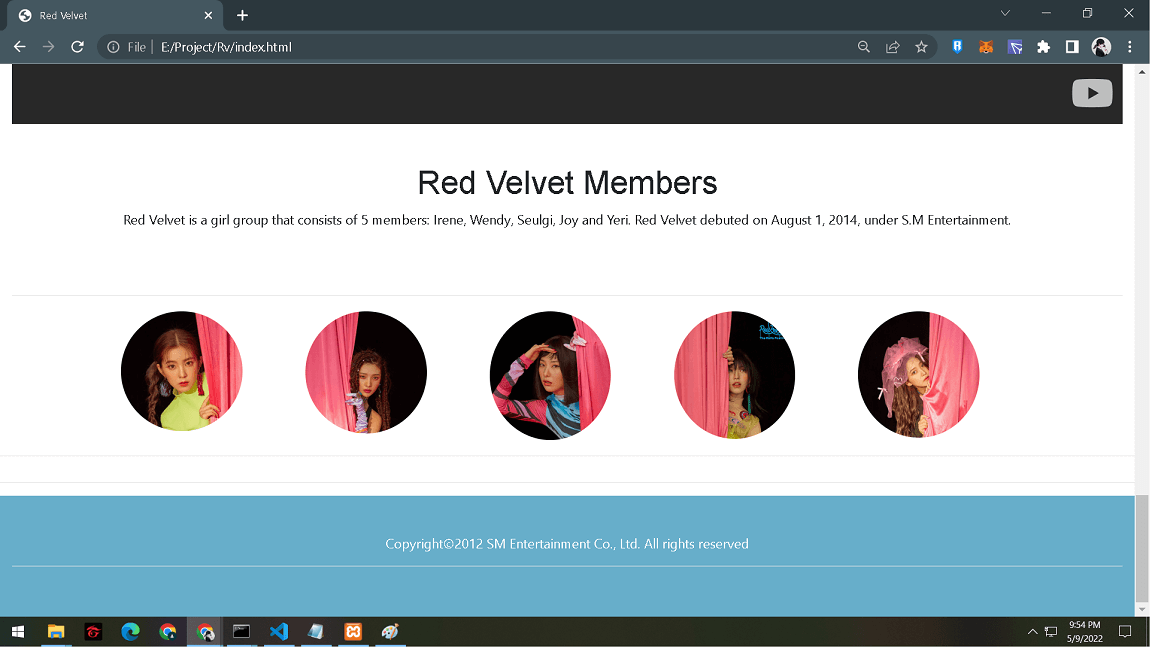 Red Velvet
File
E:/Project/Rv/index.html
Red Velvet Members
Red Velvet is a girl group that consists of 5 members: Irene, Wendy, Seulgi, Joy and Yeri. Red Velvet debuted on August 1, 2014, under S.M Entertainment.
Copyright©2012 SM Entertainment Co., Ltd. All rights reserved
9:54 PM
5/9/2022